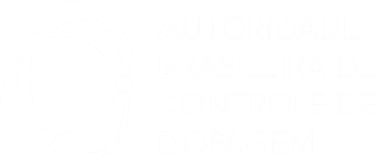 AUTORIDADE
BRASILEIRA DE
CONTROLE DE
DOPAGEM